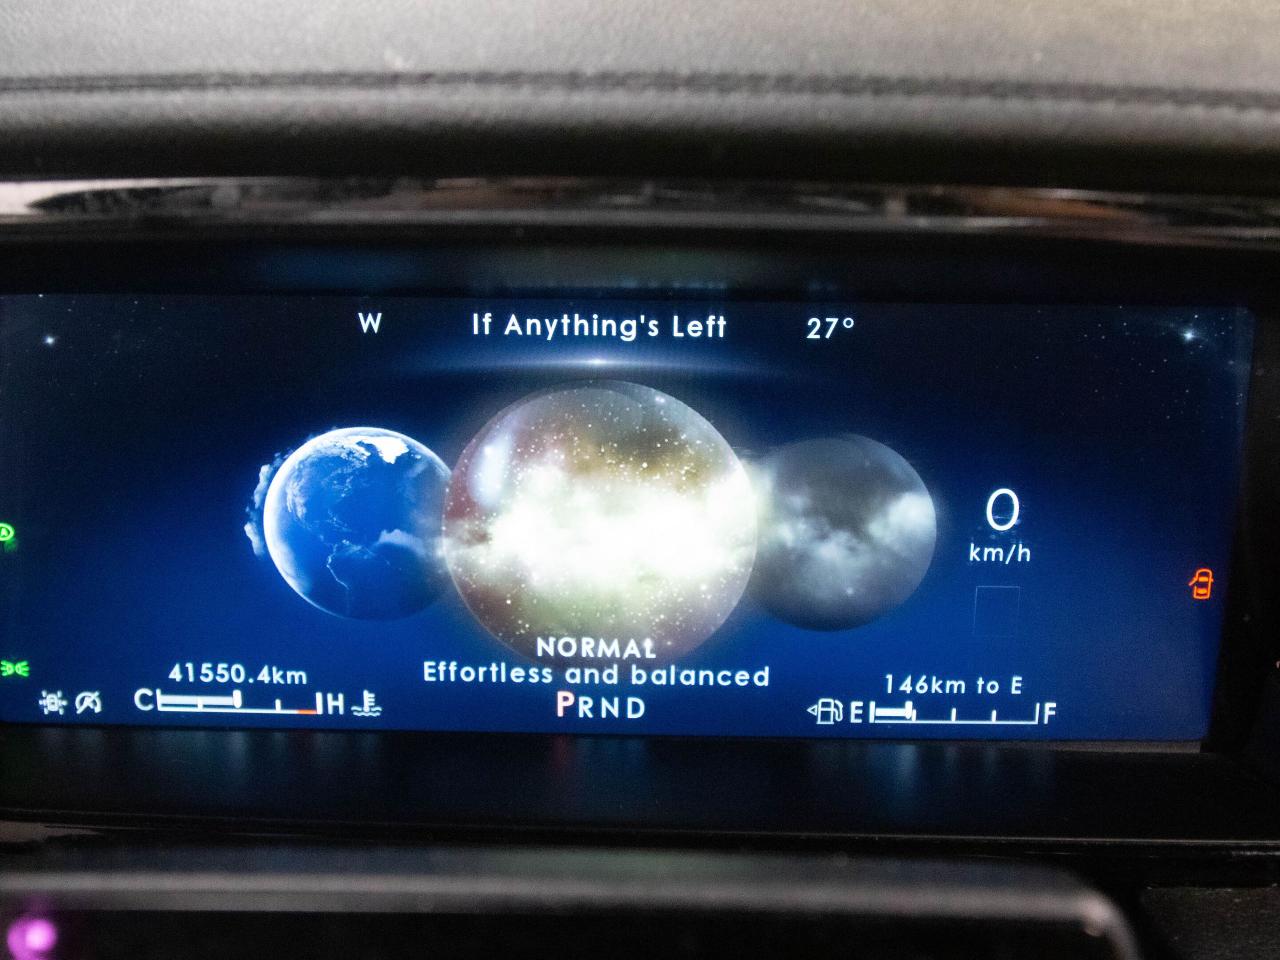 W If Anything's Left 27°
0
km/h
NORMAL
41550.4km Effortless and balanced 146km to E
C H PRND E F